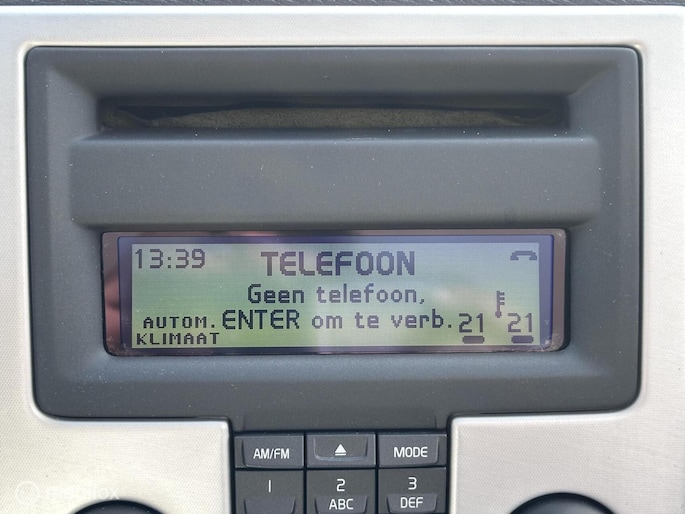 13:39 TELEFOON
Geen telefoon,
AUTOM. ENTER om te verb. 21 21
KLIMAAT
AM/FM MODE
1 2 3
ABC DEF